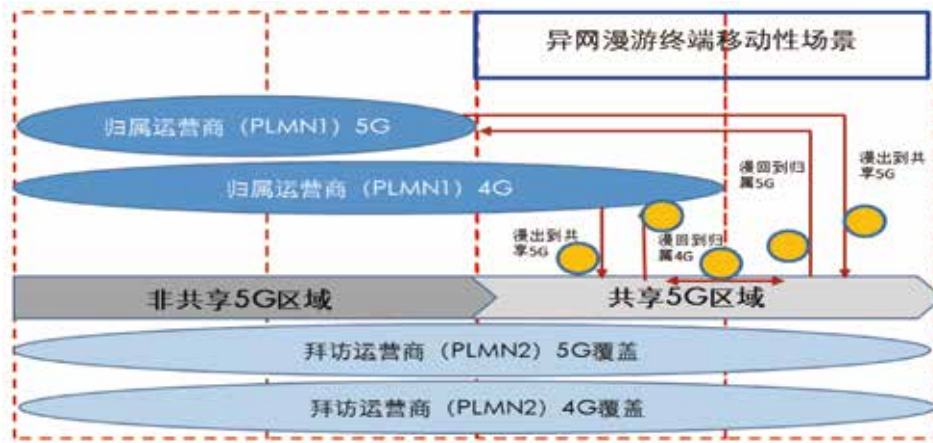 异网漫游终端移动性场景
归属运营商（PLMN1）5G
归属运营商（PLMN1）4G
漫出到共
享5G
漫回到归
属4G
漫回到归
属5G
漫出到共
享5G
非共享5G区域
共享5G区域
拜访运营商（PLMN2）5G覆盖
拜访运营商（PLMN2）4G覆盖